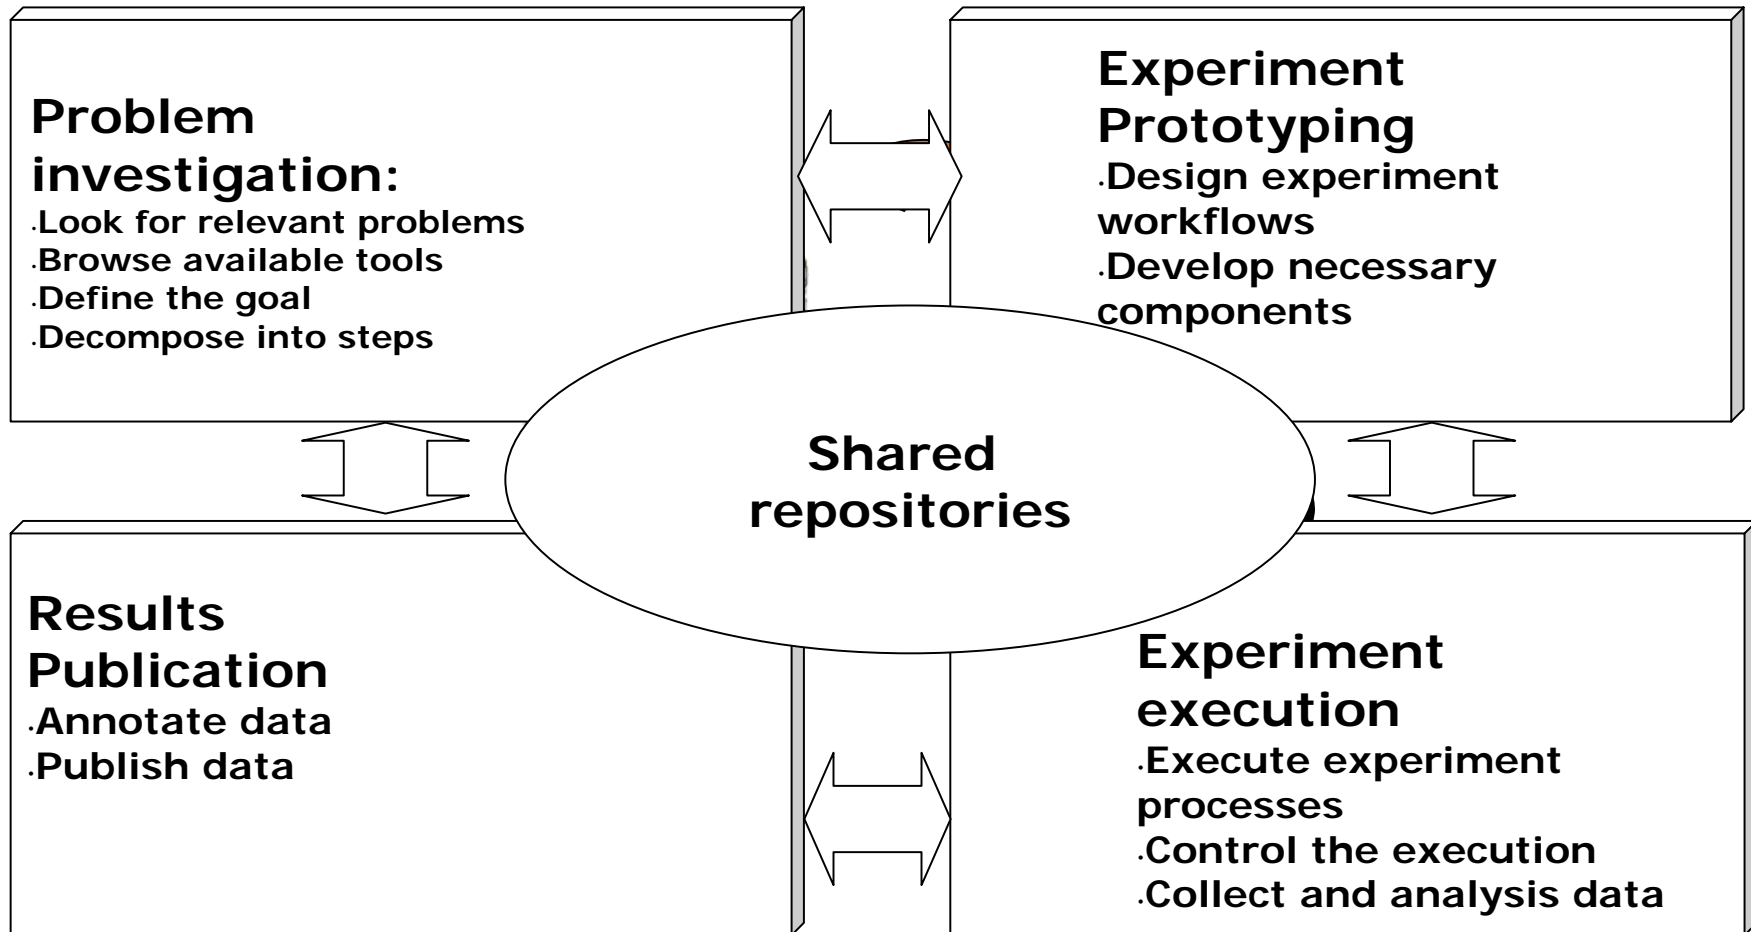 Problem
investigation:
·Look for relevant problems
·Browse available tools
·Define the goal
·Decompose into steps
Experiment
Prototyping
·Design experiment
workflows
·Develop necessary
components
Shared
repositories
Results
Publication
·Annotate data
·Publish data
Experiment
execution
·Execute experiment
processes
·Control the execution
·Collect and analysis data